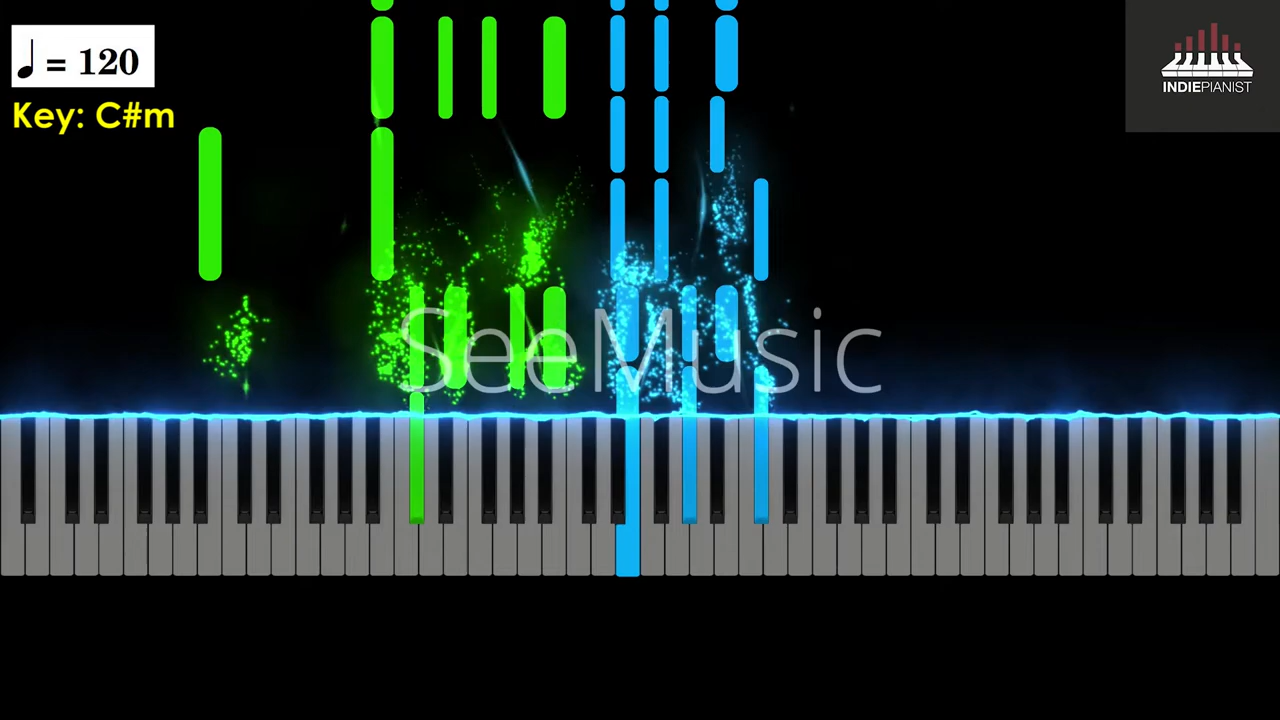 ♩ = 120
Key: C#m
INDIEPIANIST
SeeMusic